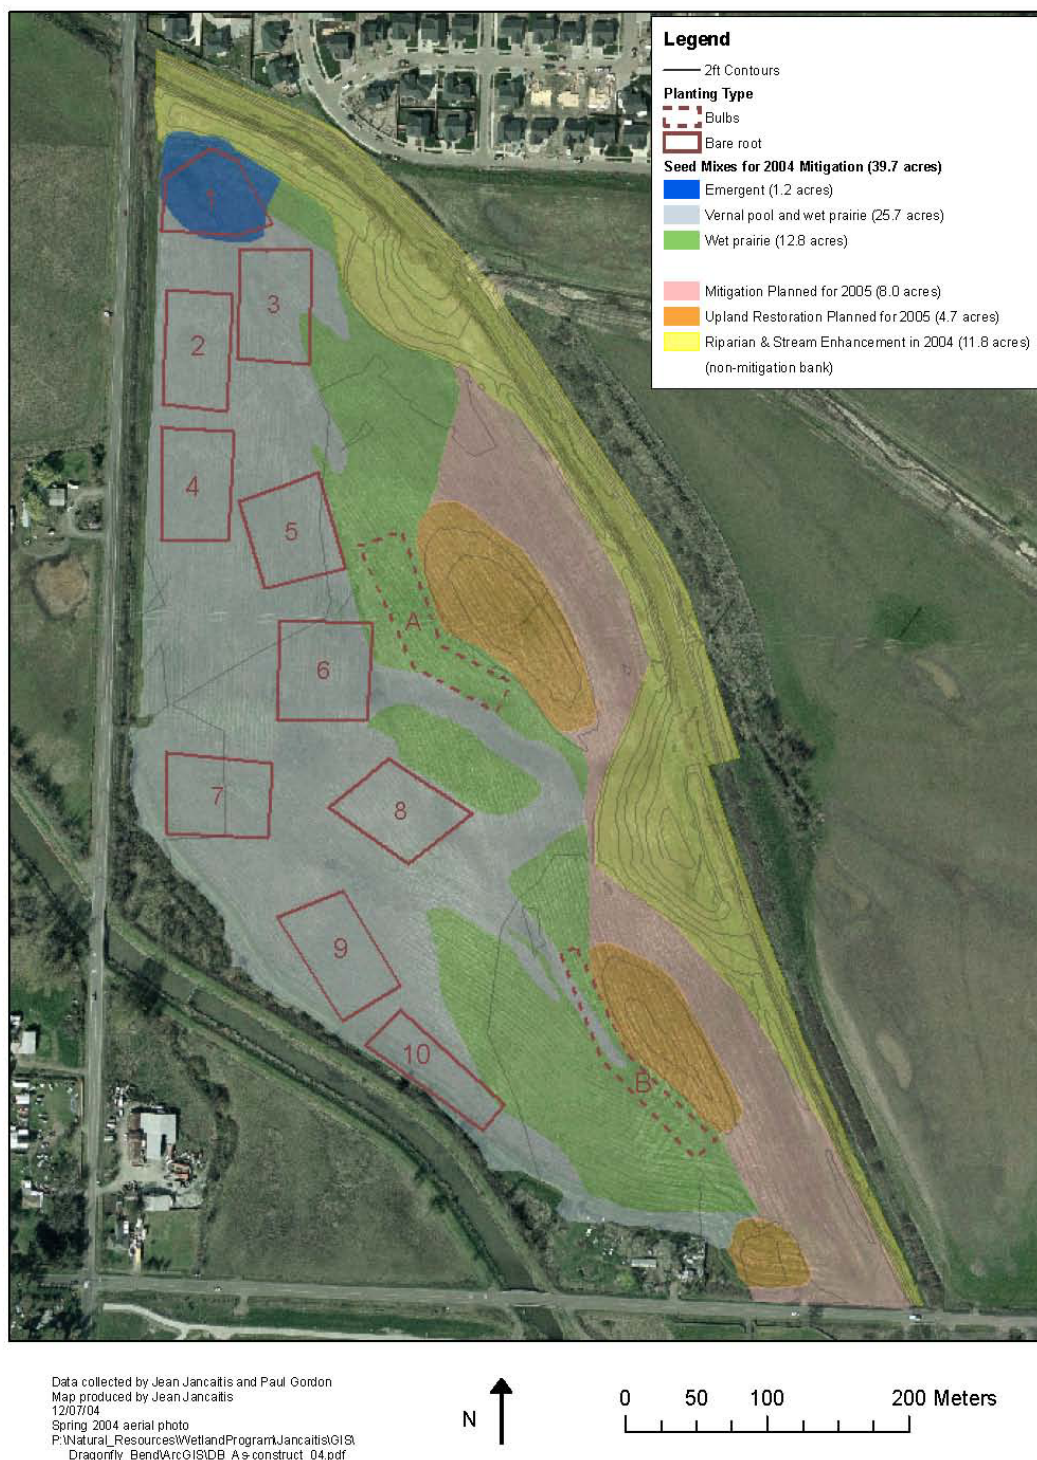 Legend
2ft Contours
Planting Type
Bulbs
Bare root
Seed Mixes for 2004 Mitigation (39.7 acres)
Emergent (1.2 acres)
Vernal pool and wet prairie (25.7 acres)
Wet prairie (12.8 acres)
Mitigation Planned for 2005 (8.0 acres)
Upland Restoration Planned for 2005 (4.7 acres)
Riparian & Stream Enhancement in 2004 (11.8 acres)
(non-mitigation bank)
1
3
2
4
5
A
6
7
8
9
10
B
Data collected by Jean Jancaitis and Paul Gordon
Map produced by Jean Jancaitis
12/07/04
Spring 2004 aerial photo
P:\Natural_Resources\WetlandProgram\Jancaitis\GIS\
Dragonfly_Bend\ArcGIS\DB_As-construct_04.pdf
N
0 50 100 200 Meters